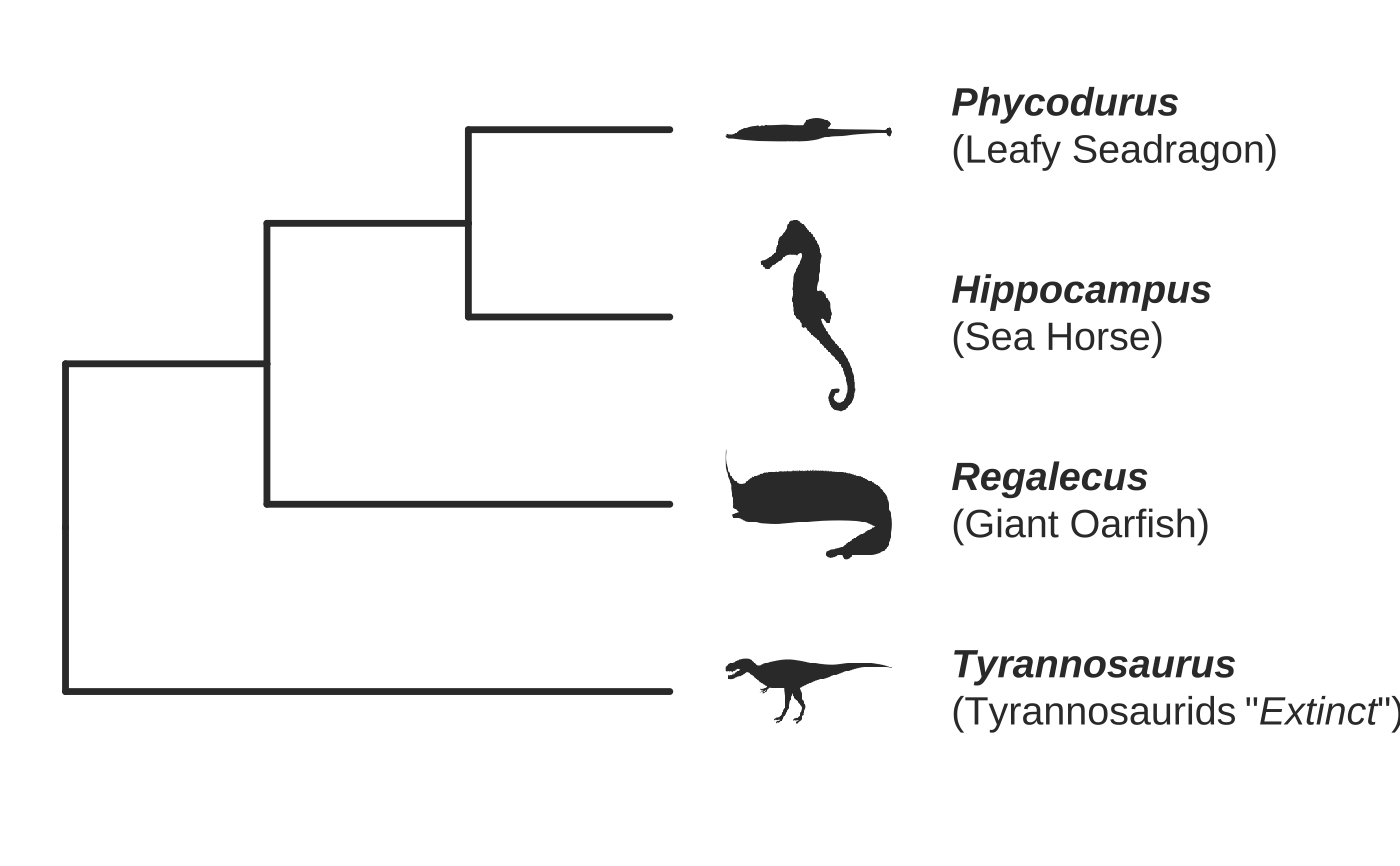 Phycodurus
(Leafy Seadragon)
Hippocampus
(Sea Horse)
Regalecus
(Giant Oarfish)
Tyrannosaurus
(Tyrannosaurids "Extinct")